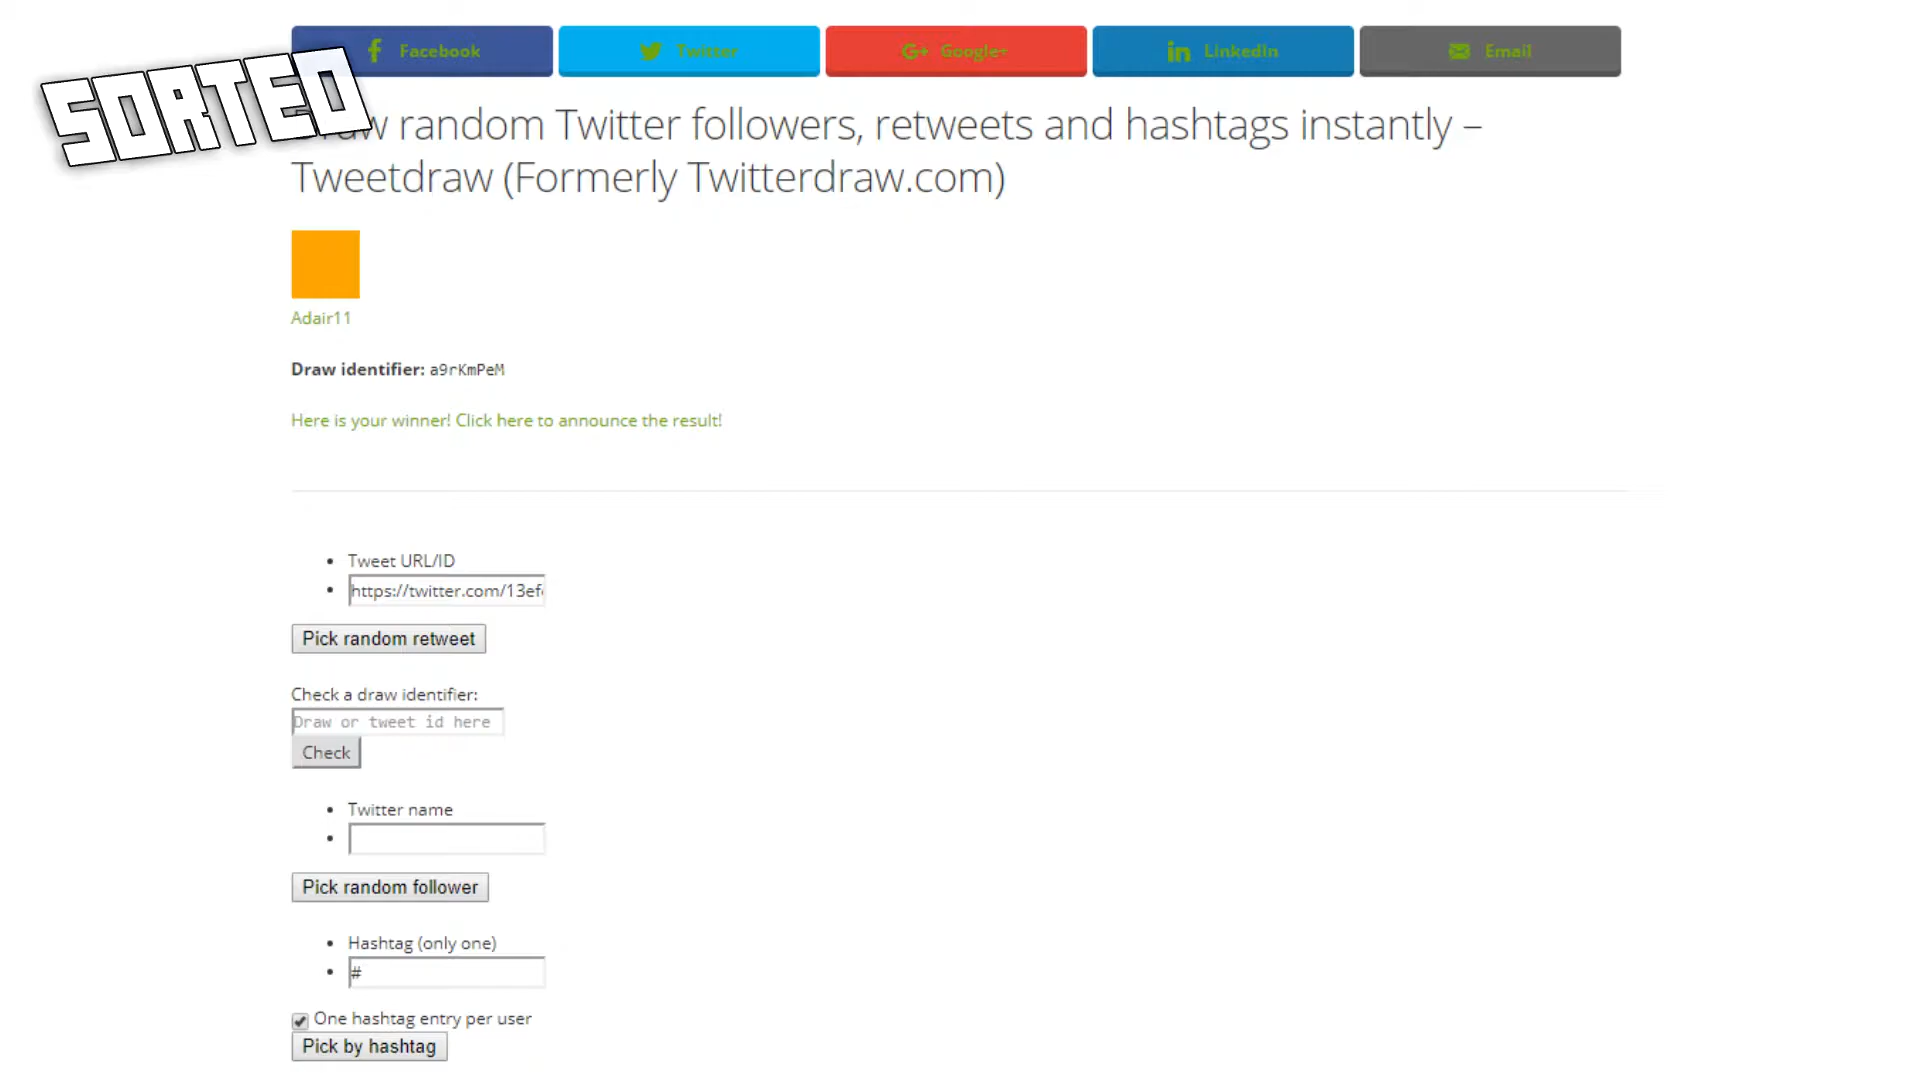 Facebook
Twitter
Google+
LinkedIn
Email
SORTED
random Twitter followers, retweets and hashtags instantly –
Tweetdraw (Formerly Twitterdraw.com)
Adair11
Draw identifier: a9rKmPeM
Here is your winner! Click here to announce the result!
Tweet URL/ID
https://twitter.com/13ef
Pick random retweet
Check a draw identifier:
Draw or tweet id here
Check
Twitter name
Pick random follower
Hashtag (only one)
#
One hashtag entry per user
Pick by hashtag